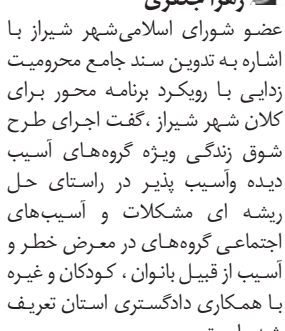 زهرا جعفری
عضو شورای اسلامی‌شهر شیراز با
اشاره به تدوین سند جامع محرومیت
زدایی با رویکرد برنامه محور برای
کلان شهر شیراز ،گفت اجرای طرح
شوق زندگی ویژه گروه‌های آسیب
دیده وآسیب پذیر در راستای حل
ریشه ای مشکلات و آسیب‌های
اجتماعی گروه‌های در معرض خطر و
آسیب از قبیل بانوان ، کودکان و غیره
با همکاری دادگستری استان تعریف